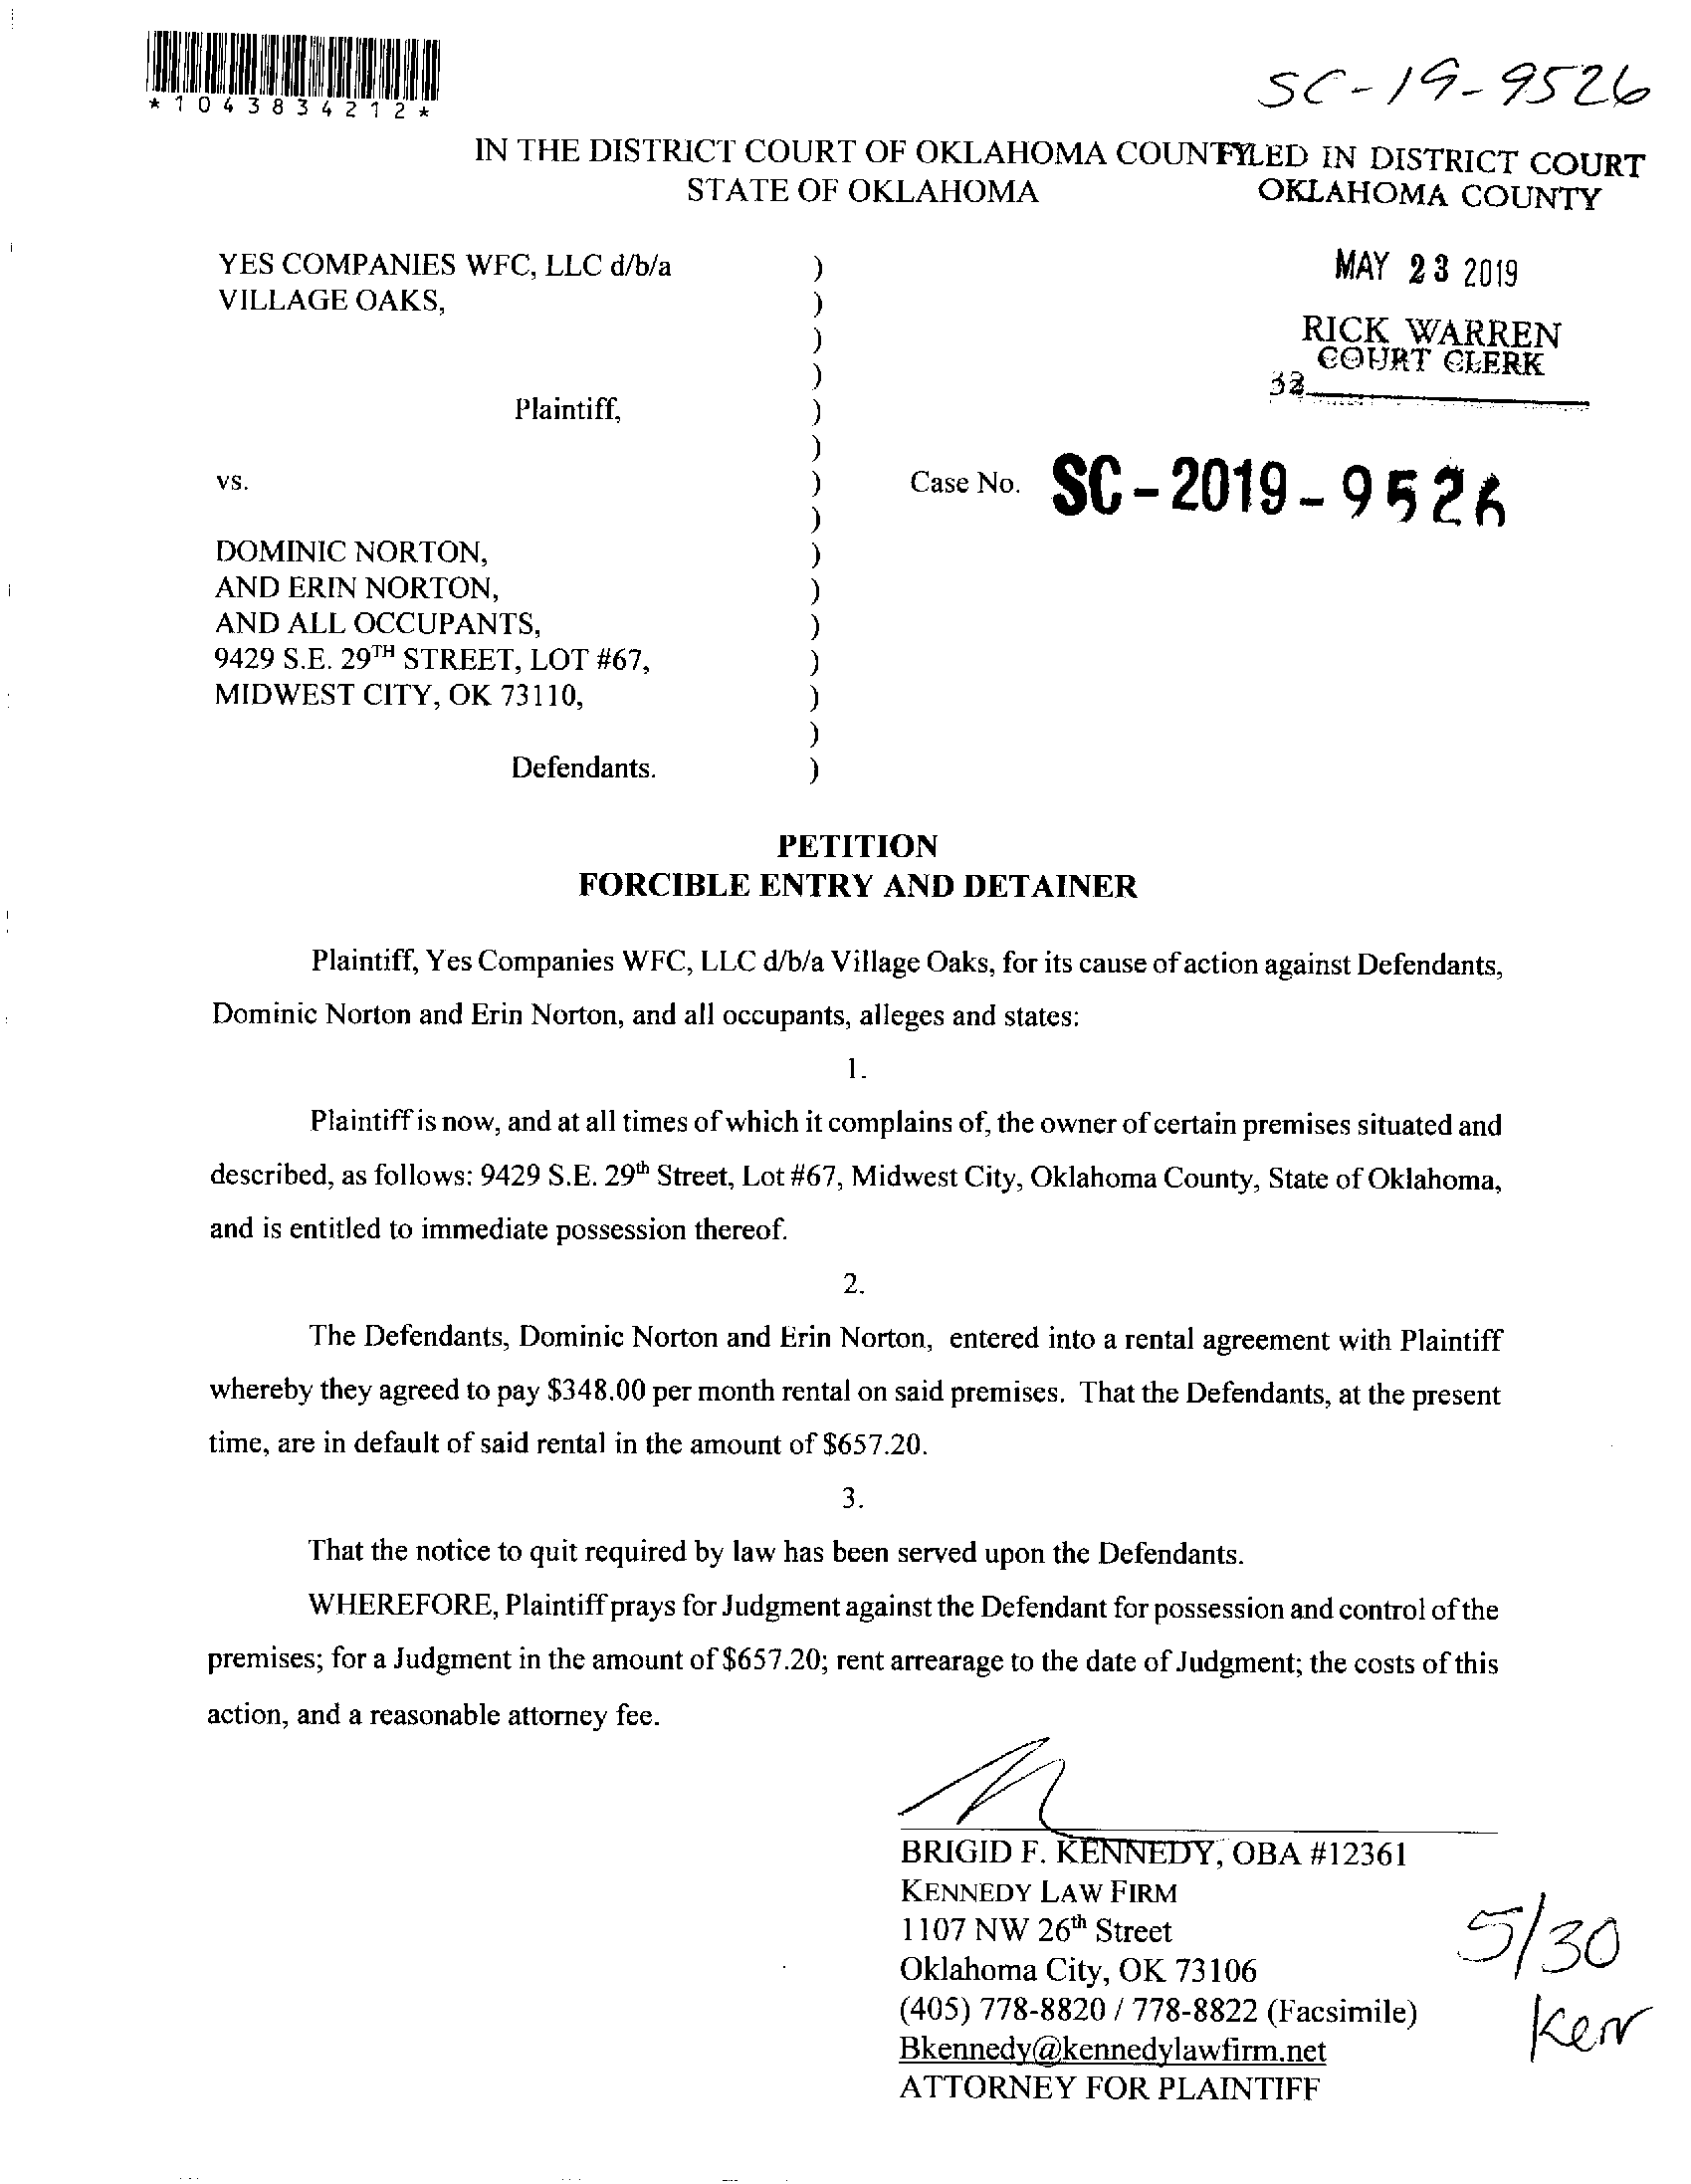 *1043834212*
SC-19-9526
IN THE DISTRICT COURT OF OKLAHOMA COUNTY
STATE OF OKLAHOMA
FILED IN DISTRICT COURT
OKLAHOMA COUNTY
MAY 23 2019
RICK WARREN
COURT CLERK
32
YES COMPANIES WFC, LLC d/b/a )
VILLAGE OAKS, )
)
)
Plaintiff, )
)
vs. ) Case No. SC-2019-9526
)
DOMINIC NORTON, )
AND ERIN NORTON, )
AND ALL OCCUPANTS, )
9429 S.E. 29TH STREET, LOT #67, )
MIDWEST CITY, OK 73110, )
)
Defendants. )
PETITION
FORCIBLE ENTRY AND DETAINER
Plaintiff, Yes Companies WFC, LLC d/b/a Village Oaks, for its cause of action against Defendants,
Dominic Norton and Erin Norton, and all occupants, alleges and states:
1.
Plaintiff is now, and at all times of which it complains of, the owner of certain premises situated and
described, as follows: 9429 S.E. 29th Street, Lot #67, Midwest City, Oklahoma County, State of Oklahoma,
and is entitled to immediate possession thereof.
2.
The Defendants, Dominic Norton and Erin Norton, entered into a rental agreement with Plaintiff
whereby they agreed to pay $348.00 per month rental on said premises. That the Defendants, at the present
time, are in default of said rental in the amount of $657.20.
3.
That the notice to quit required by law has been served upon the Defendants.
WHEREFORE, Plaintiff prays for Judgment against the Defendant for possession and control of the
premises; for a Judgment in the amount of $657.20; rent arrearage to the date of Judgment; the costs of this
action, and a reasonable attorney fee.
BRIGID F. KENNEDY, OBA #12361
KENNEDY LAW FIRM
1107 NW 26th Street
Oklahoma City, OK 73106
(405) 778-8820 / 778-8822 (Facsimile)
Bkennedy@kennedylawfirm.net
ATTORNEY FOR PLAINTIFF
5/30
Kerr